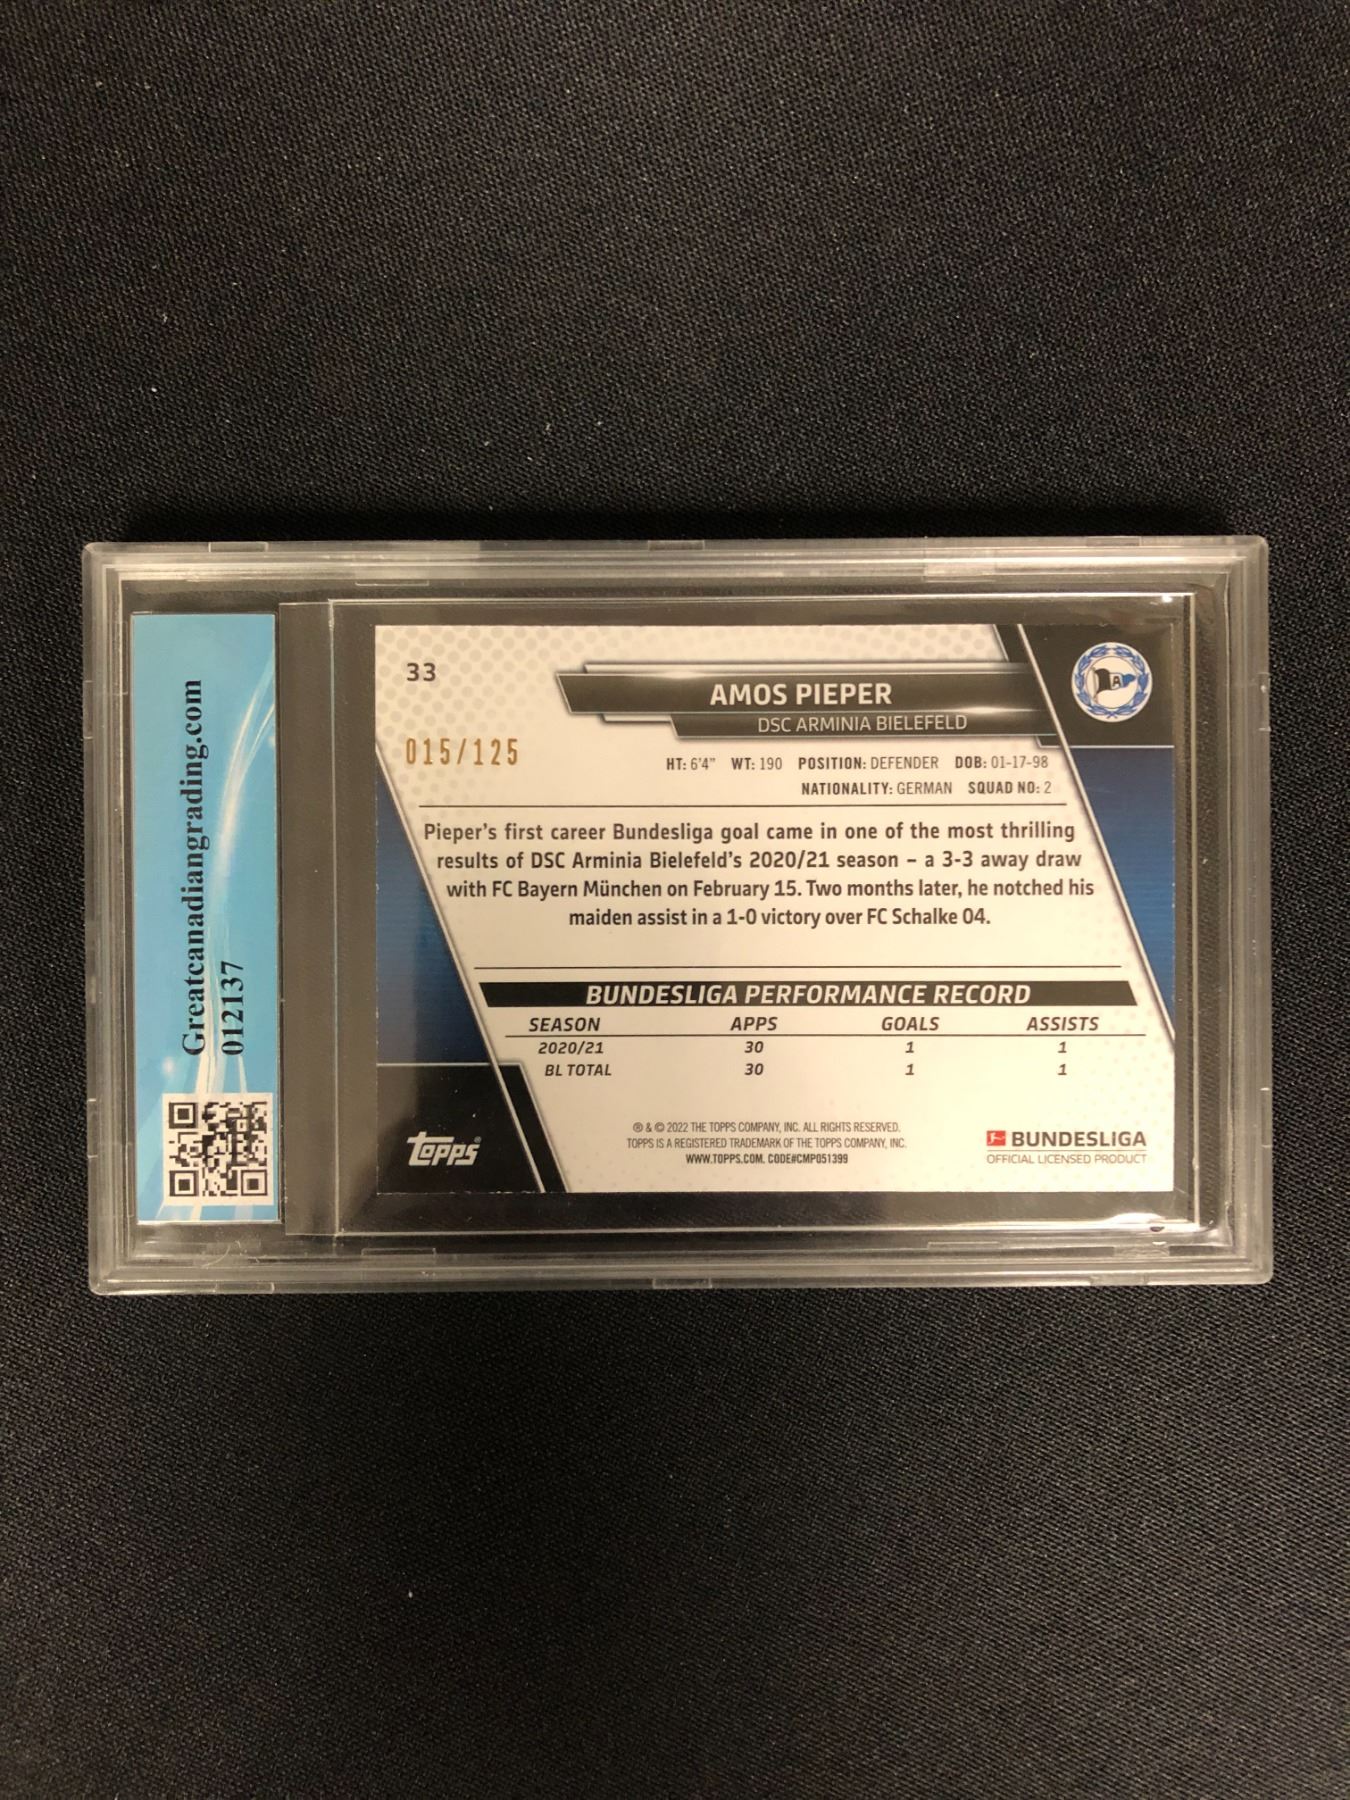 Greatcanadiangrading.com
012137
33
015/125
AMOS PIEPER
DSC ARMINIA BIELEFELD
A
HT: 6'4" WT: 190 POSITION: DEFENDER DOB: 01-17-98
NATIONALITY: GERMAN SQUAD NO: 2
Pieper's first career Bundesliga goal came in one of the most thrilling
results of DSC Arminia Bielefeld's 2020/21 season – a 3-3 away draw
with FC Bayern München on February 15. Two months later, he notched his
maiden assist in a 1-0 victory over FC Schalke 04.
BUNDESLIGA PERFORMANCE RECORD
SEASON APPS GOALS ASSISTS
2020/21 30 1 1
BL TOTAL 30 1 1
topps®
® & © 2022 THE TOPPS COMPANY, INC. ALL RIGHTS RESERVED.
TOPPS IS A REGISTERED TRADEMARK OF THE TOPPS COMPANY, INC.
WWW.TOPPS.COM. CODE#CMP051399
BUNDESLIGA
OFFICIAL LICENSED PRODUCT